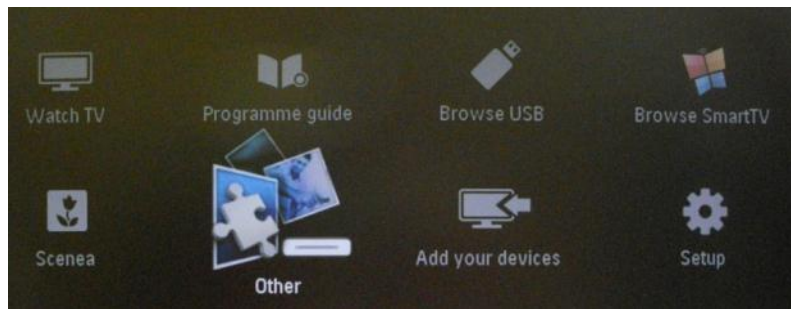 Watch TV
Programme guide
Browse USB
Browse SmartTV
Scenea
Other
Add your devices
Setup